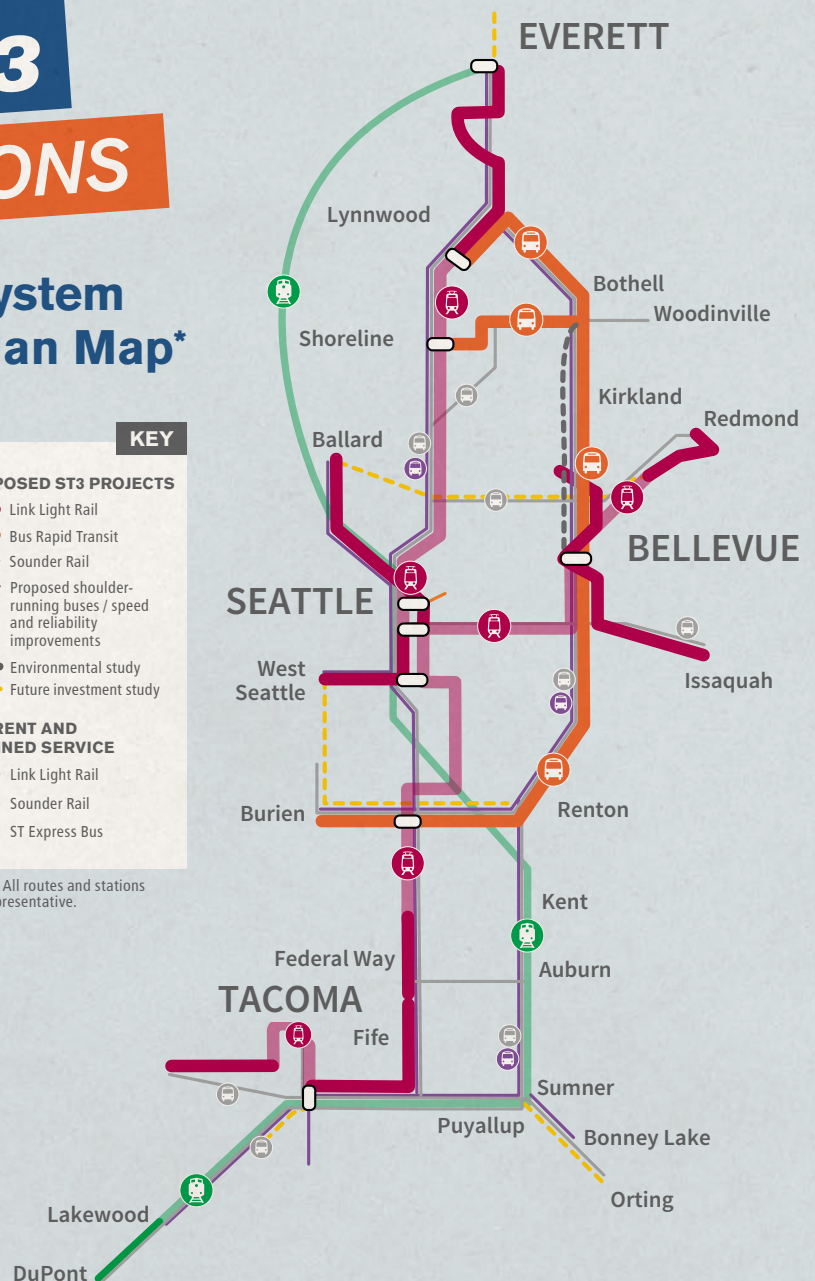 3
ONS
ystem
an Map*
KEY
POSED ST3 PROJECTS
Link Light Rail
Bus Rapid Transit
Sounder Rail
Proposed shoulder-
running buses / speed
and reliability
improvements
Environmental study
Future investment study
RENT AND
NED SERVICE
Link Light Rail
Sounder Rail
ST Express Bus
All routes and stations
resentative.
EVERETT
Lynnwood
Bothell
Woodinville
Shoreline
Kirkland
Redmond
Ballard
BELLEVUE
SEATTLE
West
Seattle
Issaquah
Burien
Renton
Kent
Federal Way
Auburn
TACOMA
Fife
Sumner
Puyallup
Bonney Lake
Orting
Lakewood
DuPont